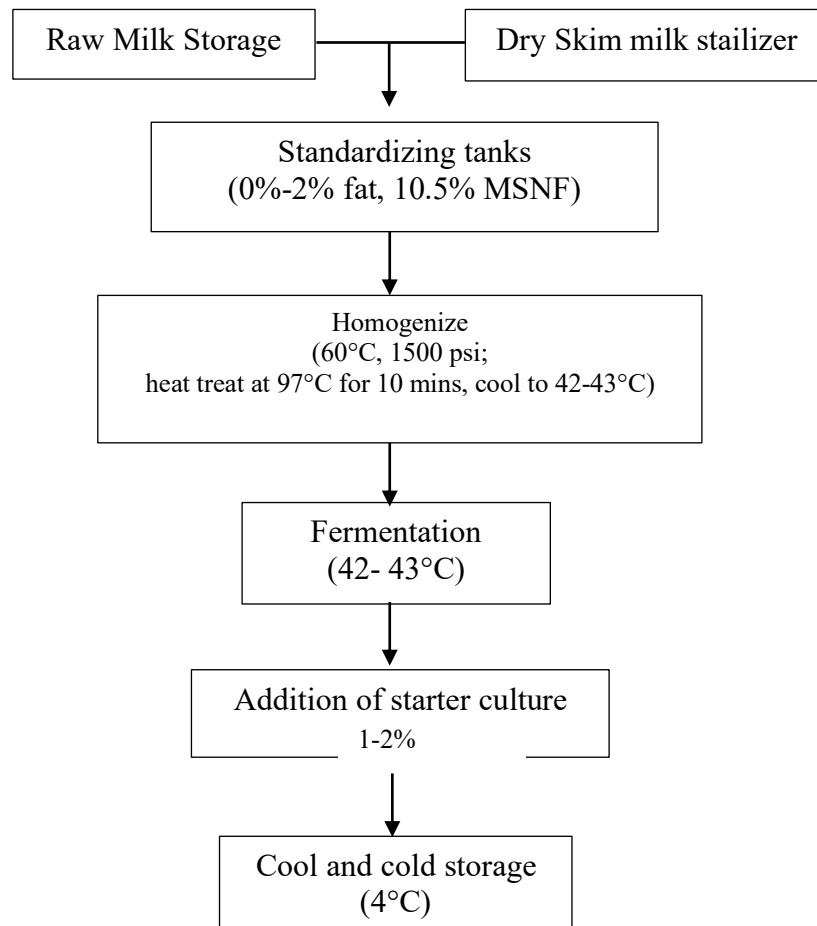 Raw Milk Storage
Dry Skim milk stailizer
Standardizing tanks
(0%-2% fat, 10.5% MSNF)
Homogenize
(60°C, 1500 psi;
heat treat at 97°C for 10 mins, cool to 42-43°C)
Fermentation
(42- 43°C)
Addition of starter culture
1-2%
Cool and cold storage
(4°C)